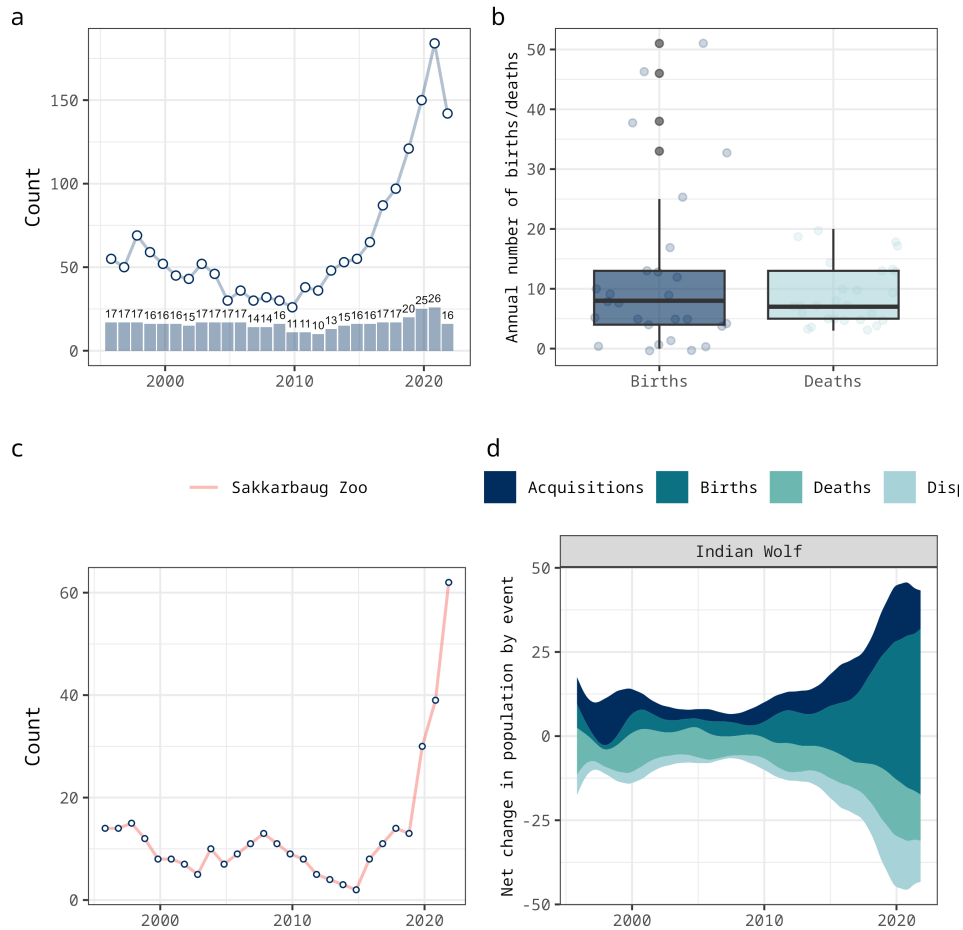 a
Count
150
100
50
0
17 17 17 16 16 16 15 17 17 17 17 14 14 16 11 11 10 13 15 16 16 17 17 20 25 26 16
2000 2010 2020
b
Annual number of births/deaths
50
40
30
20
10
0
Births Deaths
c
Sakkarbaug Zoo
Count
60
40
20
0
2000 2010 2020
d
Acquisitions Births Deaths Disp
Indian Wolf
Net change in population by event
50
25
0
-25
-50
2000 2010 2020